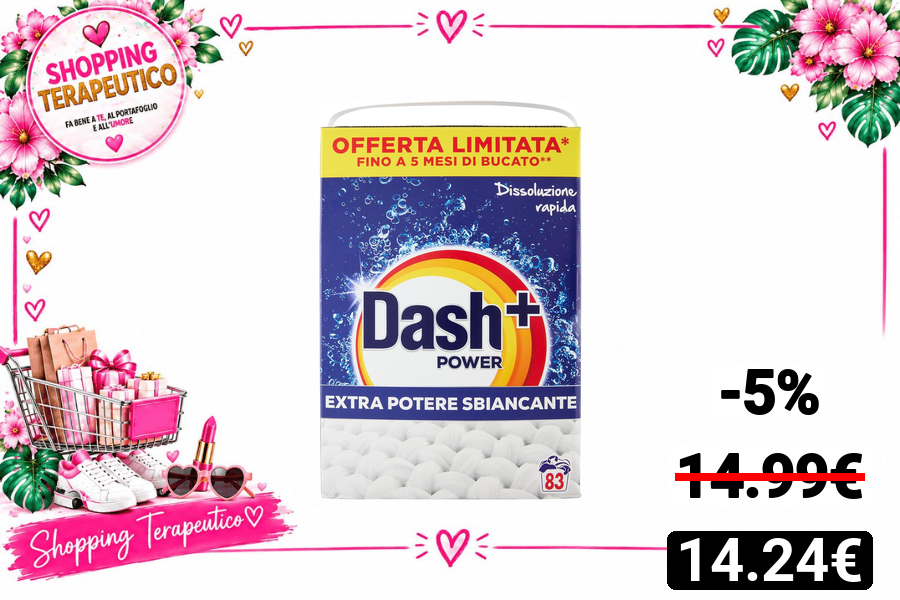 SHOPPING
TERAPEUTICO
FA BENE A TE, AL PORTAFOGLIO
E ALL'UMORE
OFFERTA LIMITATA*
FINO A 5 MESI DI BUCATO**
Dissoluzione
rapida
Dash+
POWER
EXTRA POTERE SBIANCANTE
83
-5%
14.99€
14.24€
Shopping Terapeutico